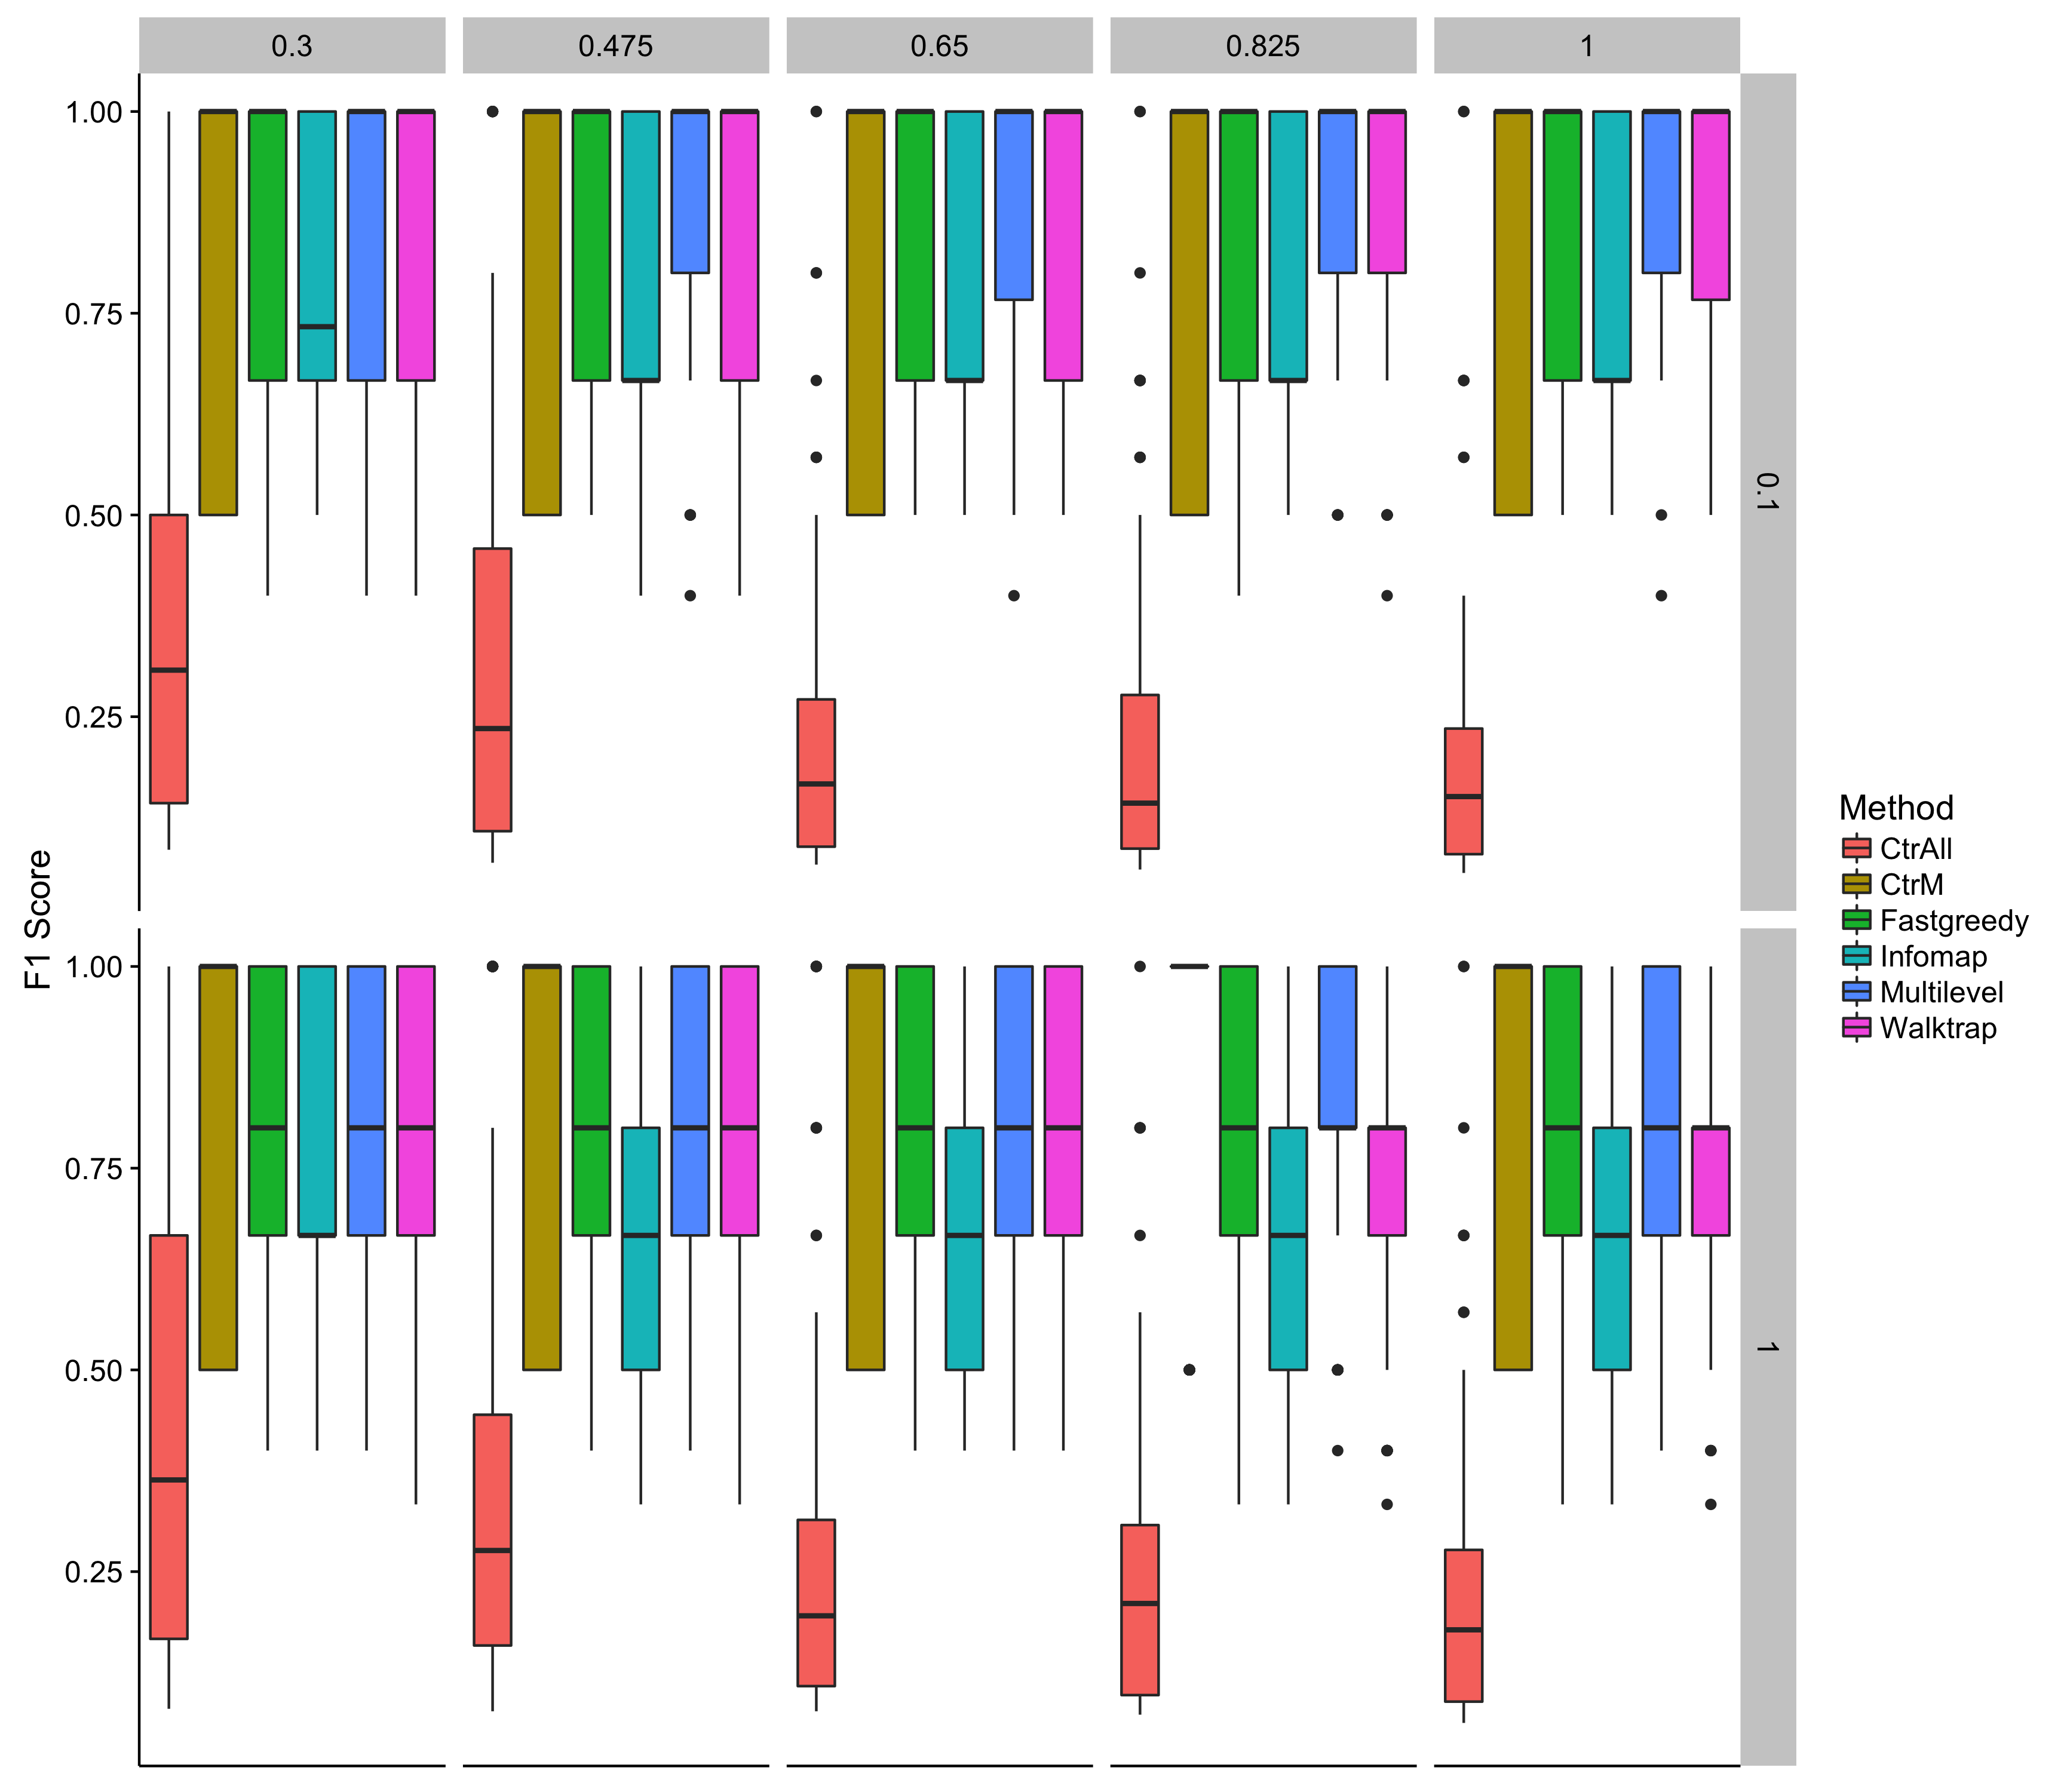 0.3 0.475 0.65 0.825 1
1.00
0.75
0.50
0.25
0.1
1.00
0.75
0.50
0.25
1
F1 Score
Method
CtrAll
CtrM
Fastgreedy
Infomap
Multilevel
Walktrap